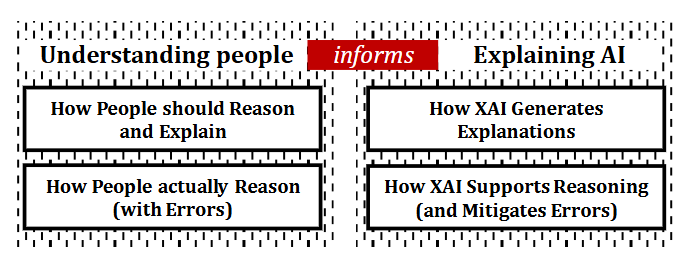 Understanding people informs Explaining AI
How People should Reason
and Explain
How XAI Generates
Explanations
How People actually Reason
(with Errors)
How XAI Supports Reasoning
(and Mitigates Errors)